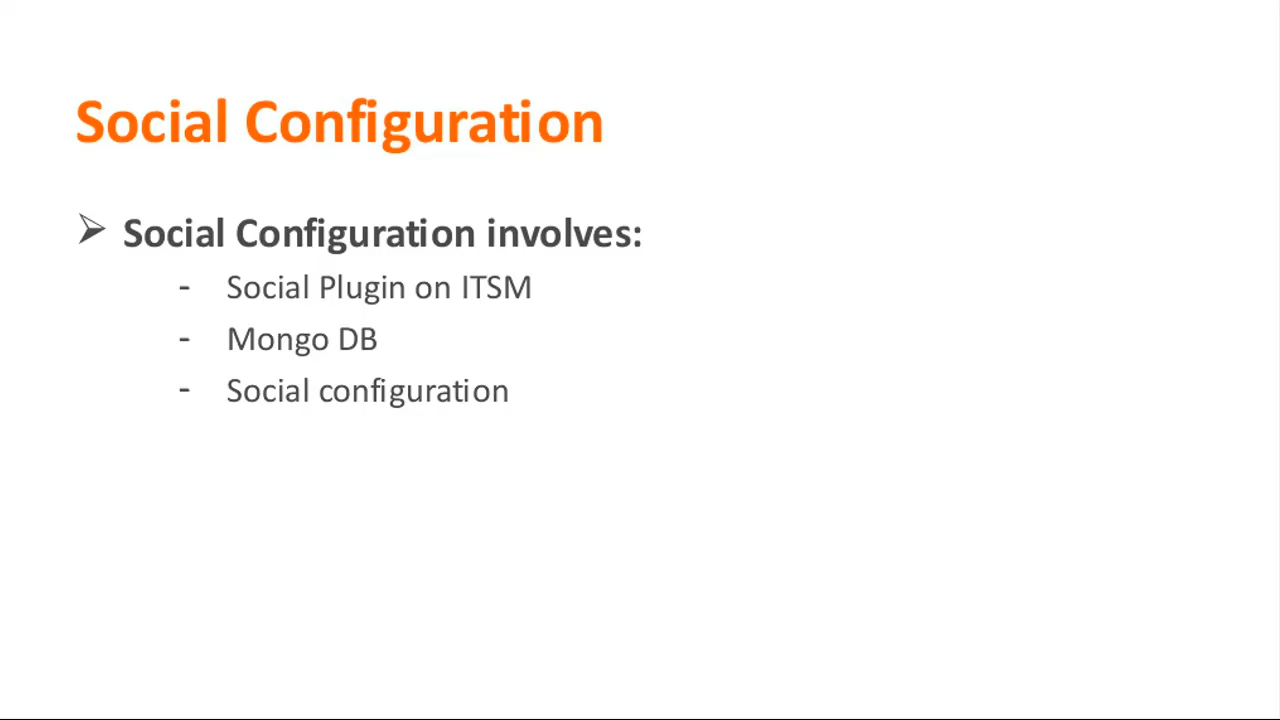 Social Configuration
➢ Social Configuration involves:
- Social Plugin on ITSM
- Mongo DB
- Social configuration